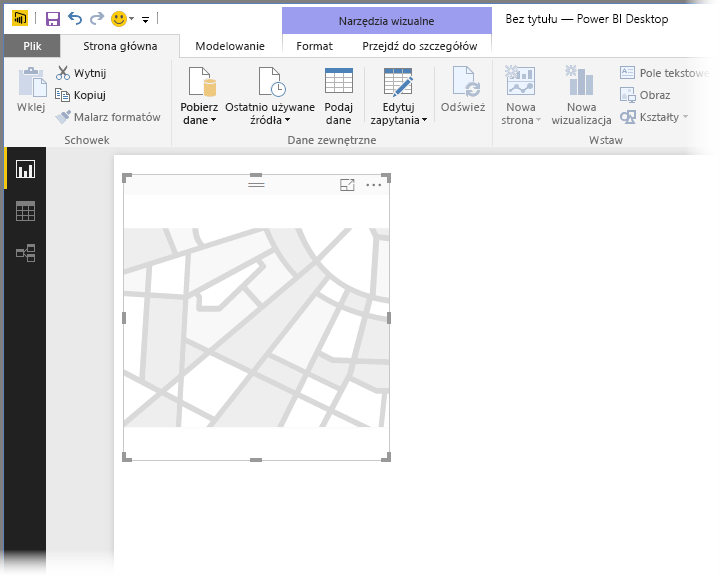 Narzędzia wizualne
Bez tytułu — Power BI Desktop
Plik
Strona główna
Modelowanie
Format
Przejdź do szczegółów
Wklej
Wytnij
Kopiuj
Malarz formatów
Schowek
Pobierz
dane
Ostatnio używane
źródła
Podaj
dane
Edytuj
zapytania
Odśwież
Dane zewnętrzne
Nowa
strona
Nowa
wizualizacja
Pole tekstowe
Obraz
Kształty
Wstaw